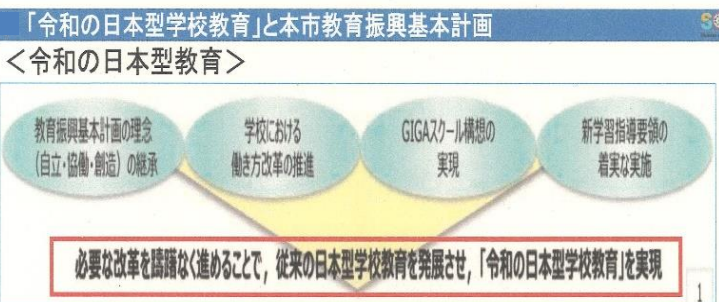 「令和の日本型学校教育」と本市教育振興基本計画
＜令和の日本型教育＞
教育振興基本計画の理念
（自立・協働・創造）の継承
学校における
働き方改革の推進
GIGAスクール構想の
実現
新学習指導要領の
着実な実施
必要な改革を躊躇なく進めることで，従来の日本型学校教育を発展させ，「令和の日本型学校教育」を実現
1